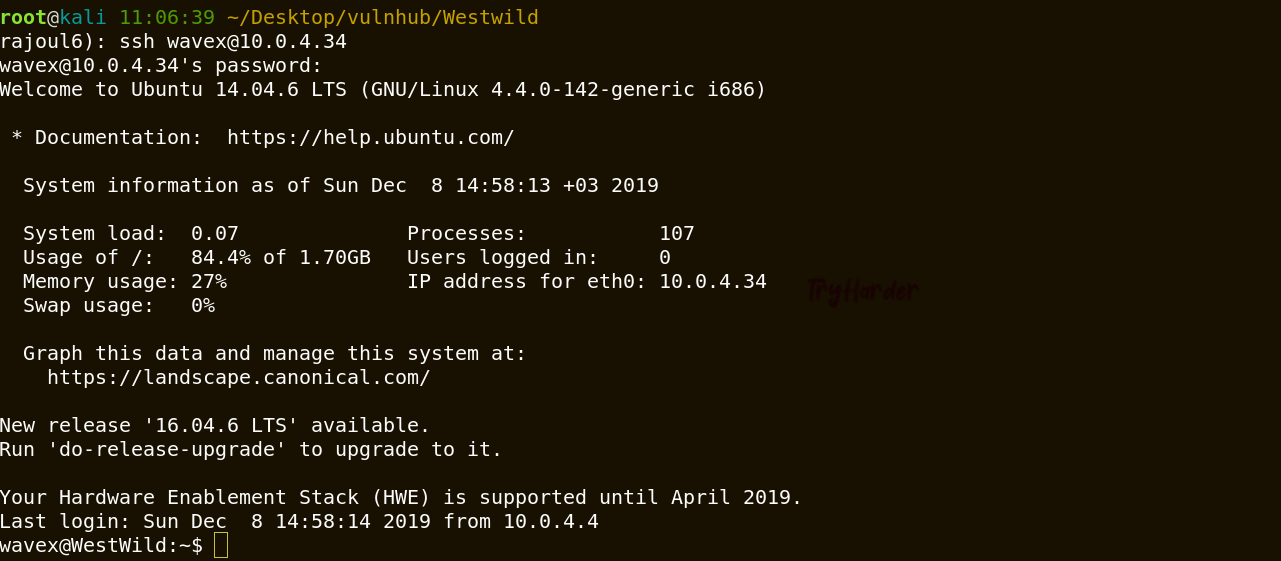 root@kali 11:06:39 ~/Desktop/vulnhub/Westwild
rajoul6): ssh wavex@10.0.4.34
wavex@10.0.4.34's password:
Welcome to Ubuntu 14.04.6 LTS (GNU/Linux 4.4.0-142-generic i686)
* Documentation:  https://help.ubuntu.com/
System information as of Sun Dec  8 14:58:13 +03 2019
System load:  0.07              Processes:           107
Usage of /:   84.4% of 1.70GB   Users logged in:     0
Memory usage: 27%               IP address for eth0: 10.0.4.34
TryHarder
Swap usage:   0%
Graph this data and manage this system at:
https://landscape.canonical.com/
New release '16.04.6 LTS' available.
Run 'do-release-upgrade' to upgrade to it.
Your Hardware Enablement Stack (HWE) is supported until April 2019.
Last login: Sun Dec  8 14:58:14 2019 from 10.0.4.4
wavex@WestWild:~$